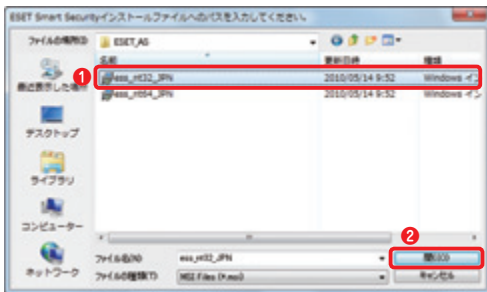 ESET Smart Securityインストールファイルへのパスを入力してください。
ファイルの場所(I): ESET_AS
名前 更新日時 種類
1 ess_nt32_JPN 2010/05/14 9:52 Windows イン
ess_nt64_JPN 2010/05/14 9:52 Windows イン
最近表示した場所
デスクトップ
ライブラリ
コンピューター
ネットワーク
2
ファイル名(N): ess_nt32_JPN 開く(O)
ファイルの種類(T): MSI Files (*.msi) キャンセル